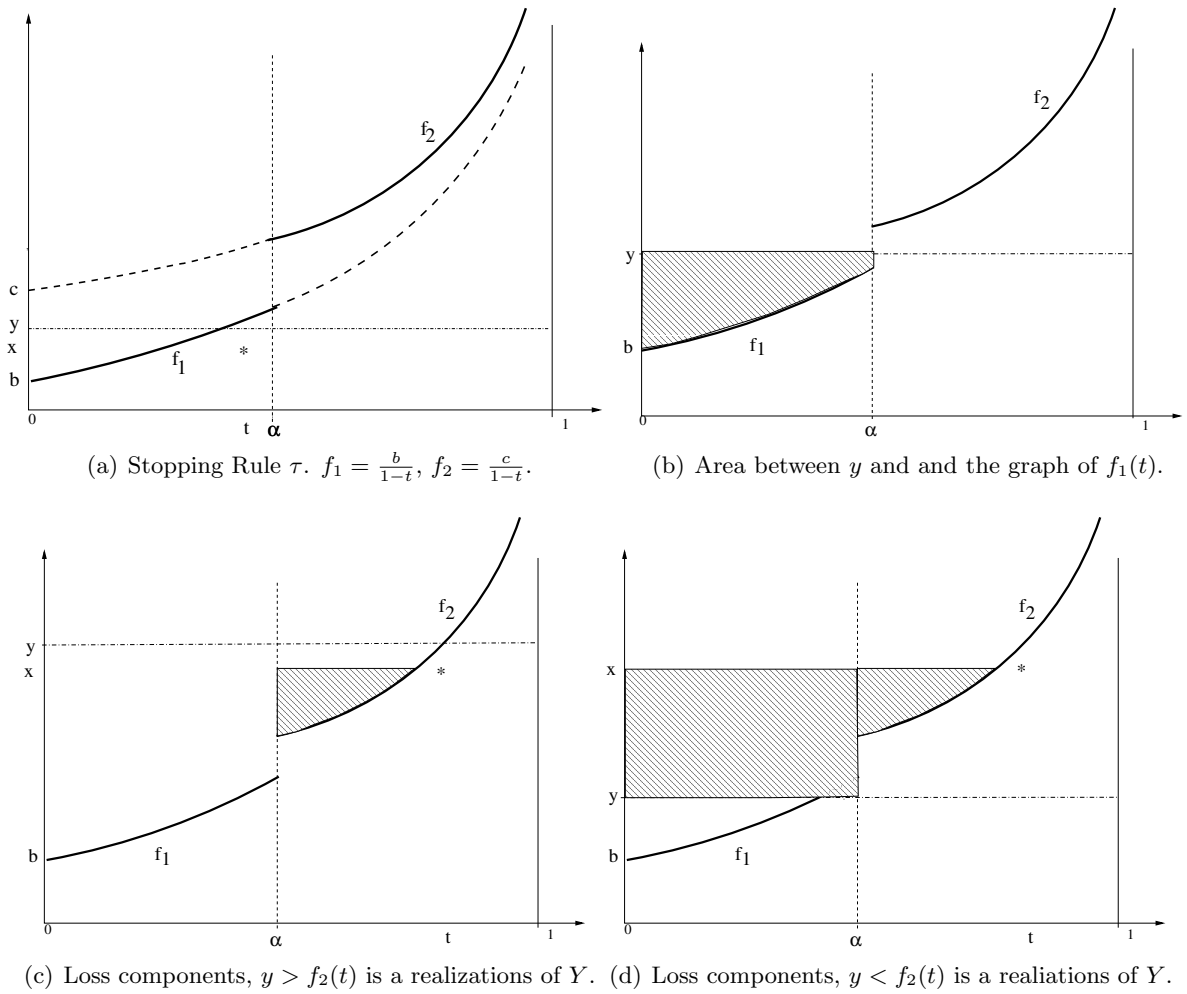 f2
c
y
x
b
f1
*
0
t
α
1
(a) Stopping Rule τ. f1 = b/1−t, f2 = c/1−t.
f2
y
b
f1
0
α
1
(b) Area between y and and the graph of f1(t).
f2
y
x
*
b
f1
0
α
t
1
(c) Loss components, y > f2(t) is a realizations of Y.
f2
x
*
y
b
f1
0
α
t
1
(d) Loss components, y < f2(t) is a realiations of Y.